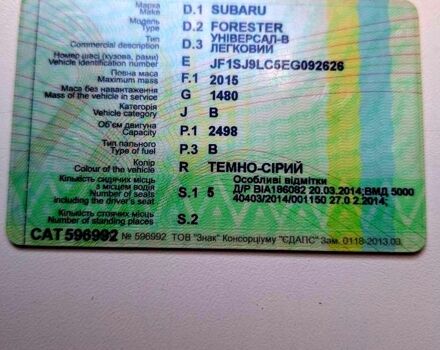 Марка
Make D.1 SUBARU
Модель
Type D.2 FORESTER
Тип
Commercial description D.3 УНІВЕРСАЛ-В
ЛЕГКОВИЙ
Номер шасі (кузова, рами)
Vehicle identification number E JF1SJ9LC5EG092626
Повна маса
Maximum mass F.1 2015
Маса без навантаження
Mass of the vehicle in service G 1480
Категорія
Vehicle category J B
Об'єм двигуна
Capacity P.1 2498
Тип пального
Type of fuel P.3 B
Колір
Colour of the vehicle R ТЕМНО-СІРИЙ
Кількість сидячих місць
з місцем водія
Number of seats
including the driver's seat S.1 5
Особливі відмітки
Д/Р ВІА186082 20.03.2014;ВМД 5000
40403/2014/001150 27.0 2.2014;
Кількість стоячих місць
Number of standing places S.2
САТ 596992 № 596992 ТОВ "Знак" Консорціуму "ЄДАПС" Зам. 0118-2013.03.